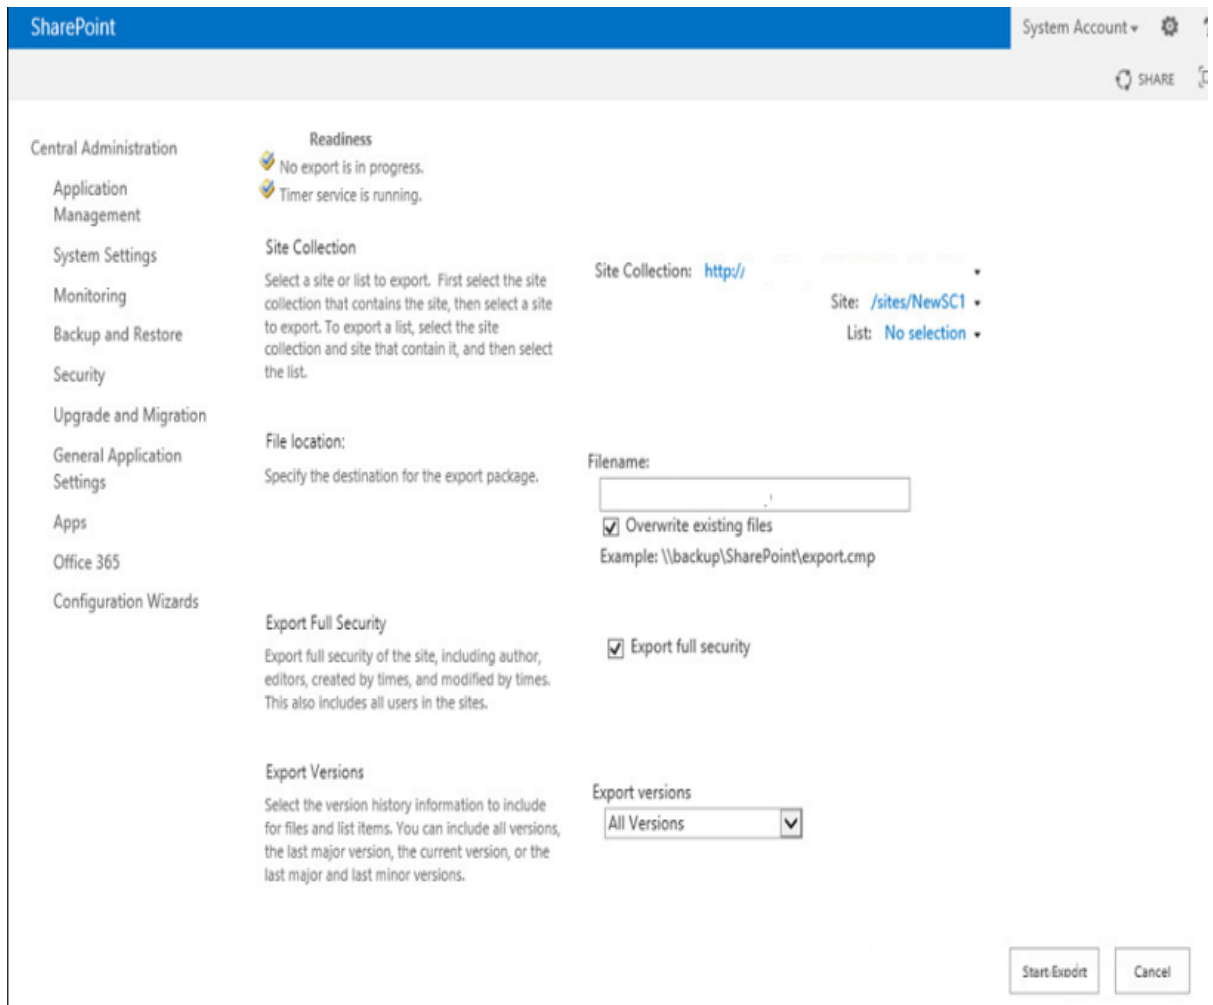 SharePoint
System Account
SHARE
Central Administration
Application
Management
System Settings
Monitoring
Backup and Restore
Security
Upgrade and Migration
General Application
Settings
Apps
Office 365
Configuration Wizards
Readiness
No export is in progress.
Timer service is running.
Site Collection
Select a site or list to export. First select the site
collection that contains the site, then select a site
to export. To export a list, select the site
collection and site that contain it, and then select
the list.
Site Collection: http://
Site: /sites/NewSC1
List: No selection
File location:
Specify the destination for the export package.
Filename:
Overwrite existing files
Example: \\backup\SharePoint\export.cmp
Export Full Security
Export full security of the site, including author,
editors, created by times, and modified by times.
This also includes all users in the sites.
Export full security
Export Versions
Select the version history information to include
for files and list items. You can include all versions,
the last major version, the current version, or the
last major and last minor versions.
Export versions
All Versions
Start Export
Cancel